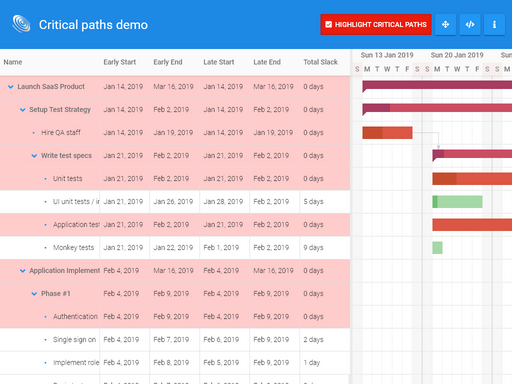 Critical paths demo
HIGHLIGHT CRITICAL PATHS
Name Early Start Early End Late Start Late End Total Slack
Sun 13 Jan 2019 Sun 20 Jan 2019 Sun
S M T W T F S S M T W T F S S M
Launch SaaS Product Jan 14, 2019 Mar 16, 2019 Jan 14, 2019 Mar 16, 2019 0 days
Setup Test Strategy Jan 14, 2019 Feb 2, 2019 Jan 14, 2019 Feb 2, 2019 0 days
Hire QA staff Jan 14, 2019 Jan 19, 2019 Jan 14, 2019 Jan 19, 2019 0 days
Write test specs Jan 21, 2019 Feb 2, 2019 Jan 21, 2019 Feb 2, 2019 0 days
Unit tests Jan 21, 2019 Feb 2, 2019 Jan 21, 2019 Feb 2, 2019 0 days
UI unit tests / Jan 21, 2019 Jan 26, 2019 Jan 28, 2019 Feb 2, 2019 5 days
Application tes Jan 21, 2019 Feb 2, 2019 Jan 21, 2019 Feb 2, 2019 0 days
Monkey tests Jan 21, 2019 Jan 22, 2019 Feb 1, 2019 Feb 2, 2019 9 days
Application Implement Feb 4, 2019 Mar 16, 2019 Feb 4, 2019 Mar 16, 2019 0 days
Phase #1 Feb 4, 2019 Feb 9, 2019 Feb 4, 2019 Feb 9, 2019 0 days
Authentication Feb 4, 2019 Feb 9, 2019 Feb 4, 2019 Feb 9, 2019 0 days
Single sign on Feb 4, 2019 Feb 7, 2019 Feb 6, 2019 Feb 9, 2019 2 days
Implement role Feb 4, 2019 Feb 8, 2019 Feb 5, 2019 Feb 9, 2019 1 day